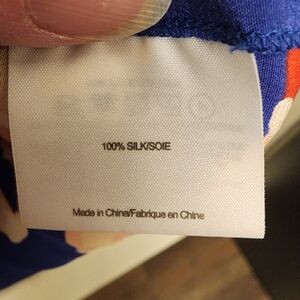 100% SILK/SOIE
Made in China/Fabrique en Chine